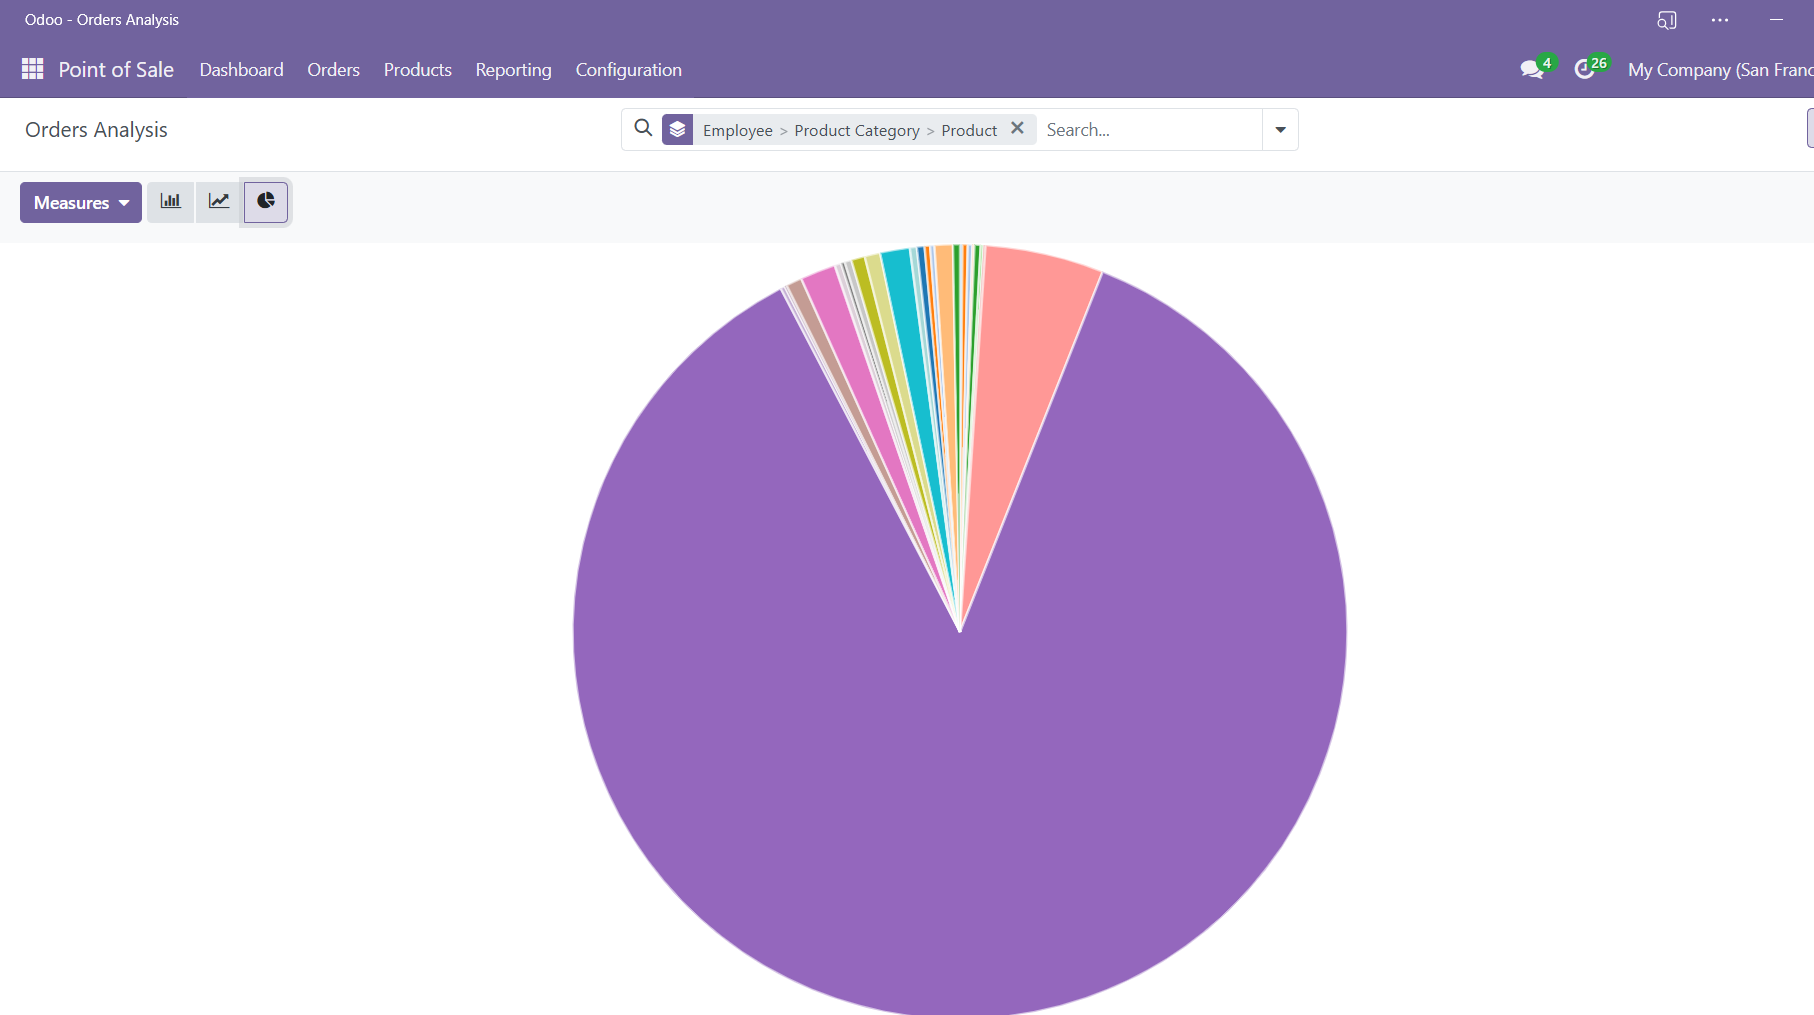 Odoo - Orders Analysis
Point of Sale Dashboard Orders Products Reporting Configuration 4 26 My Company (San Franc
Orders Analysis Employee > Product Category > Product Search...
Measures